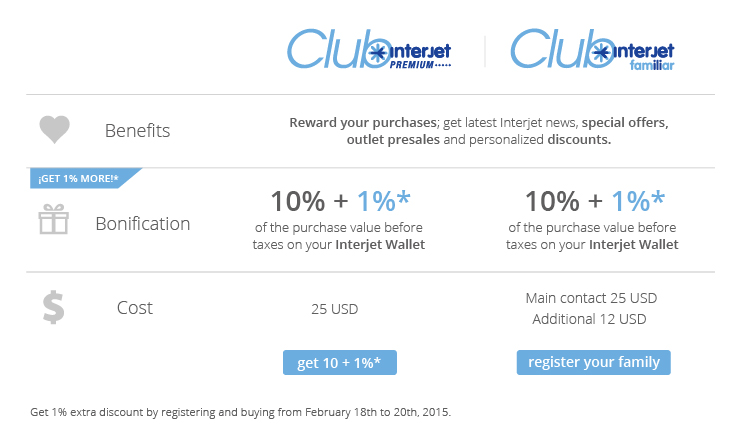 Club interjet PREMIUM
Club interjet familiar
Benefits
Reward your purchases; get latest Interjet news, special offers,
outlet presales and personalized discounts.
¡GET 1% MORE!*
Bonification
10% + 1%*
of the purchase value before
taxes on your Interjet Wallet
10% + 1%*
of the purchase value before
taxes on your Interjet Wallet
Cost
25 USD
Main contact 25 USD
Additional 12 USD
get 10 + 1%*
register your family
Get 1% extra discount by registering and buying from February 18th to 20th, 2015.